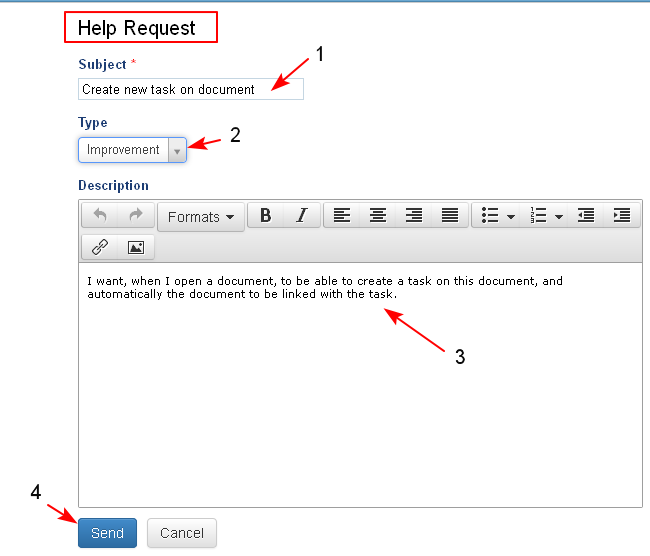 Help Request
1
Subject *
Create new task on document
Type
2
Improvement
Description
Formats B I
I want, when I open a document, to be able to create a task on this document, and
automatically the document to be linked with the task.
3
4
Send Cancel